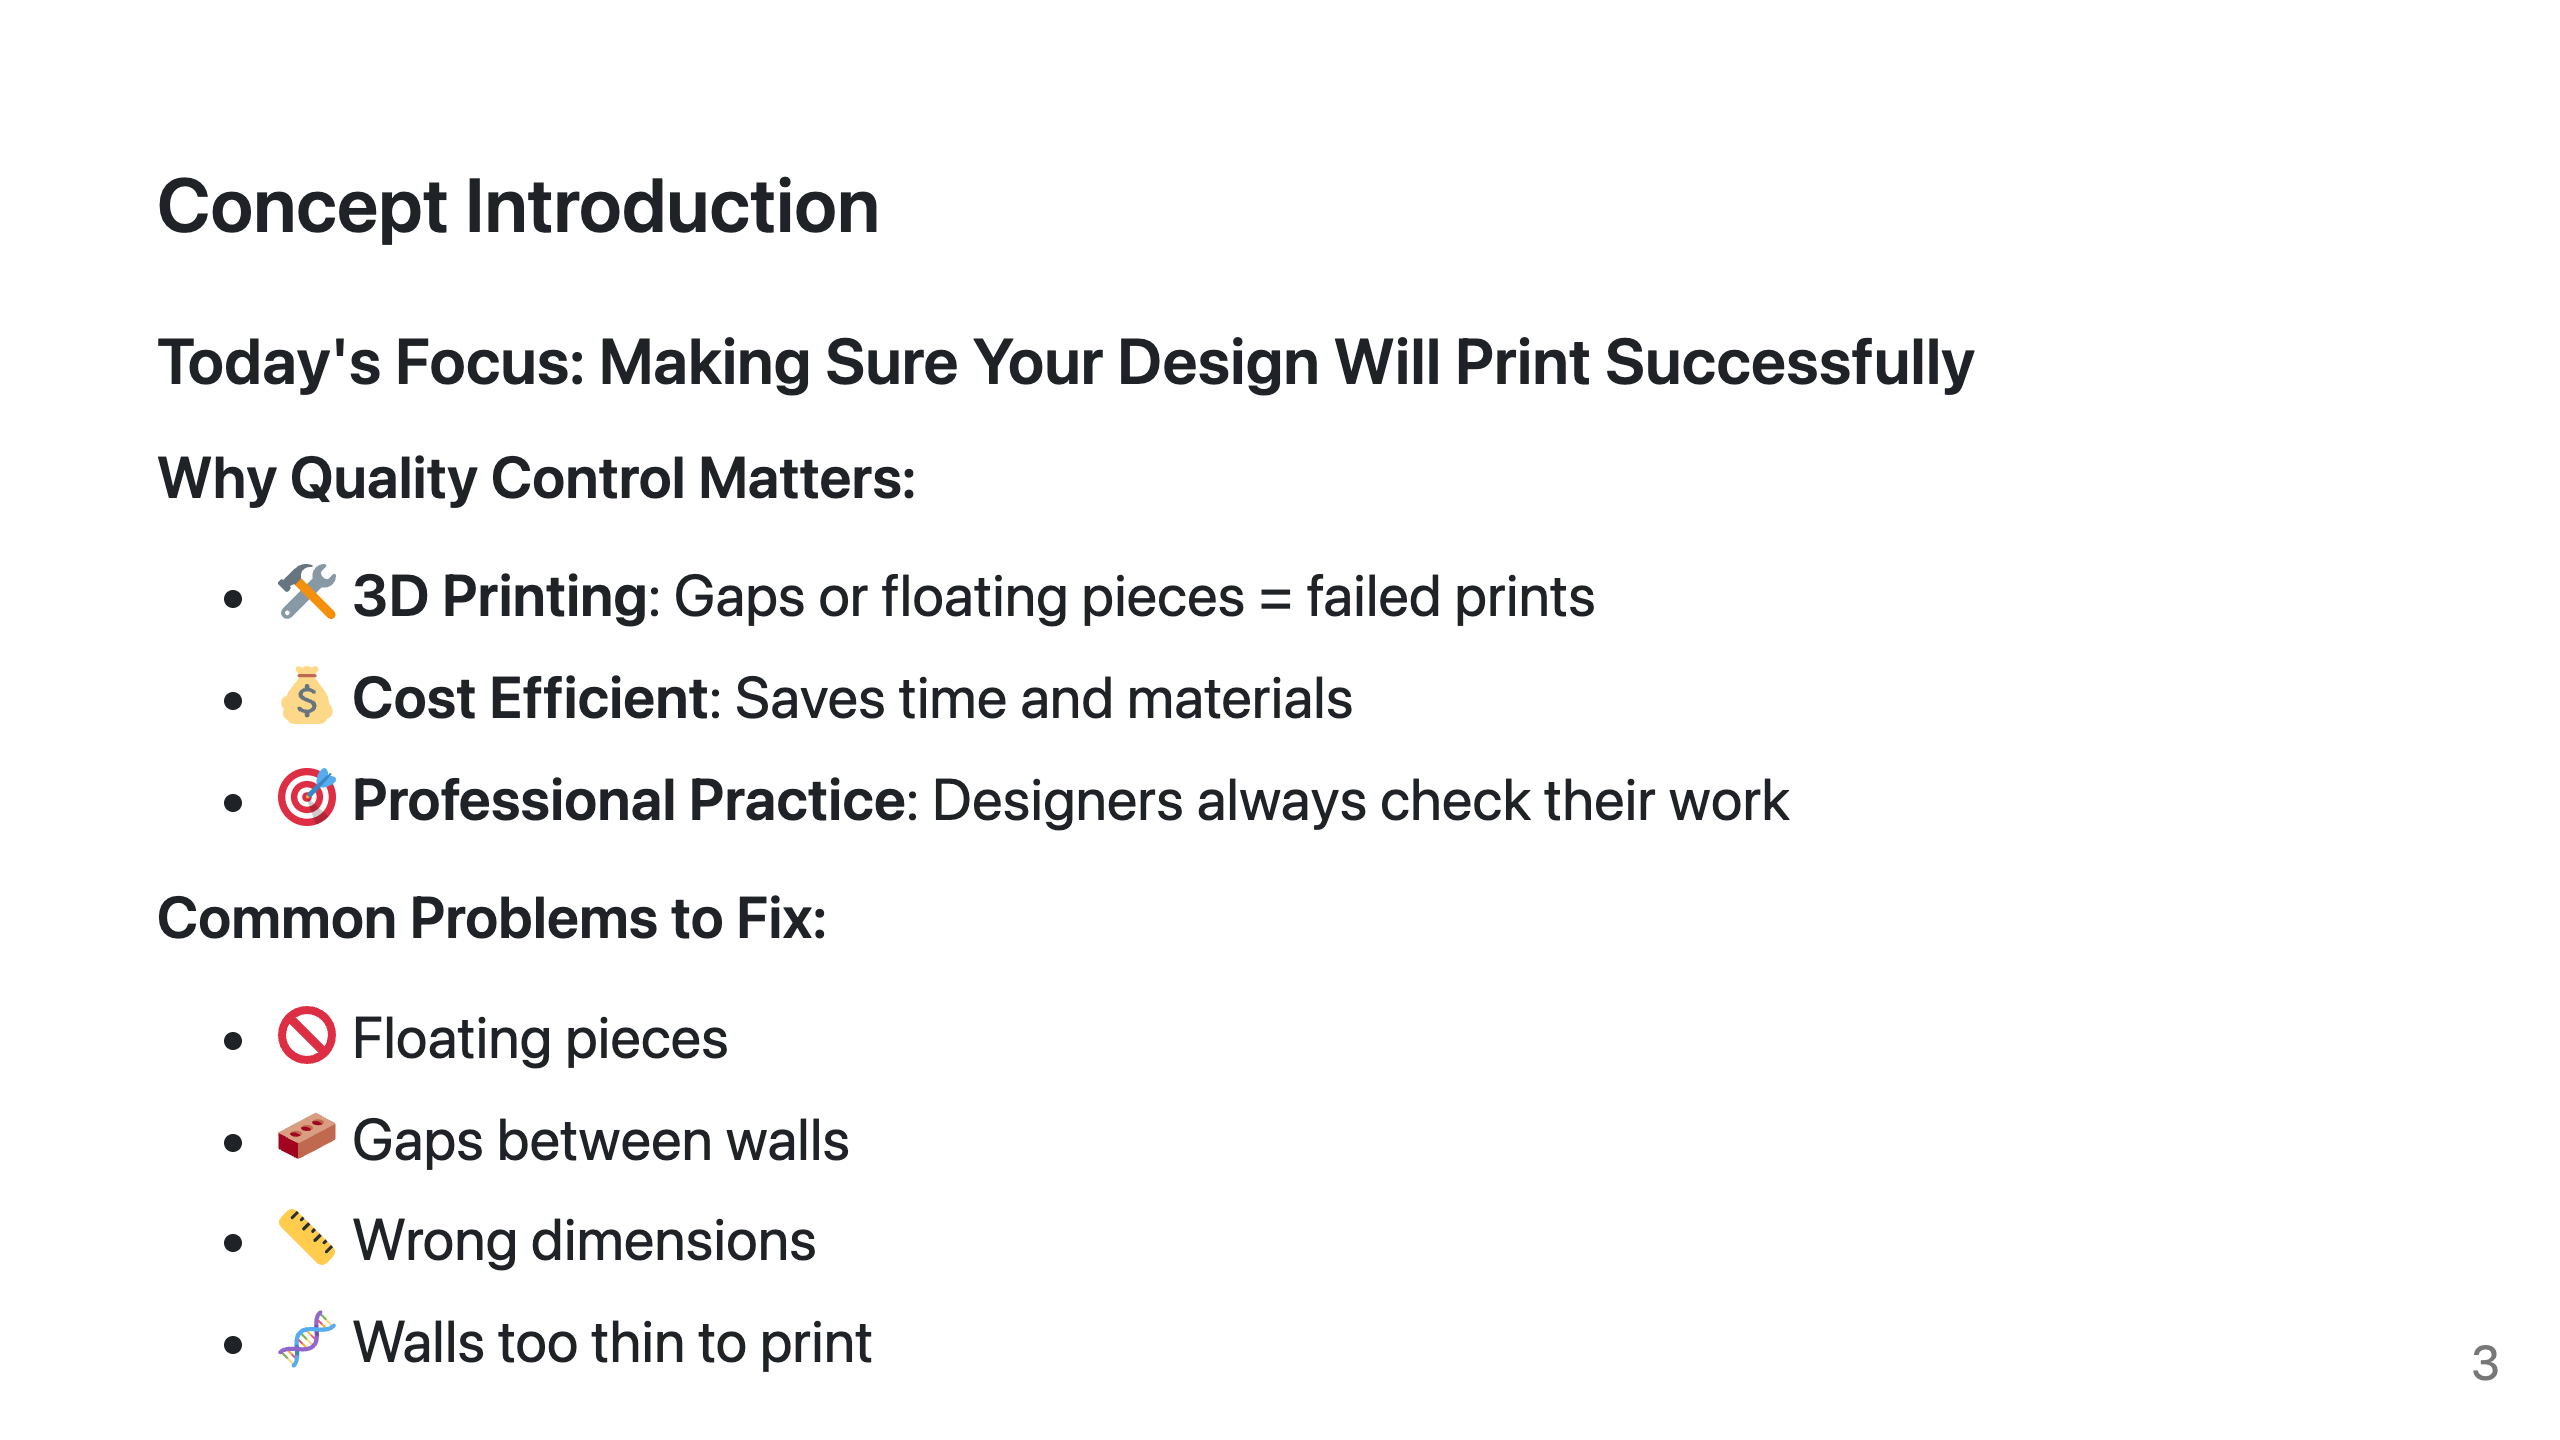 Concept Introduction
Today's Focus: Making Sure Your Design Will Print Successfully
Why Quality Control Matters:
• 🛠️ 3D Printing: Gaps or floating pieces = failed prints
• 💰 Cost Efficient: Saves time and materials
• 🎯 Professional Practice: Designers always check their work
Common Problems to Fix:
• 🚫 Floating pieces
• 🧱 Gaps between walls
• 📏 Wrong dimensions
• 🧬 Walls too thin to print
3